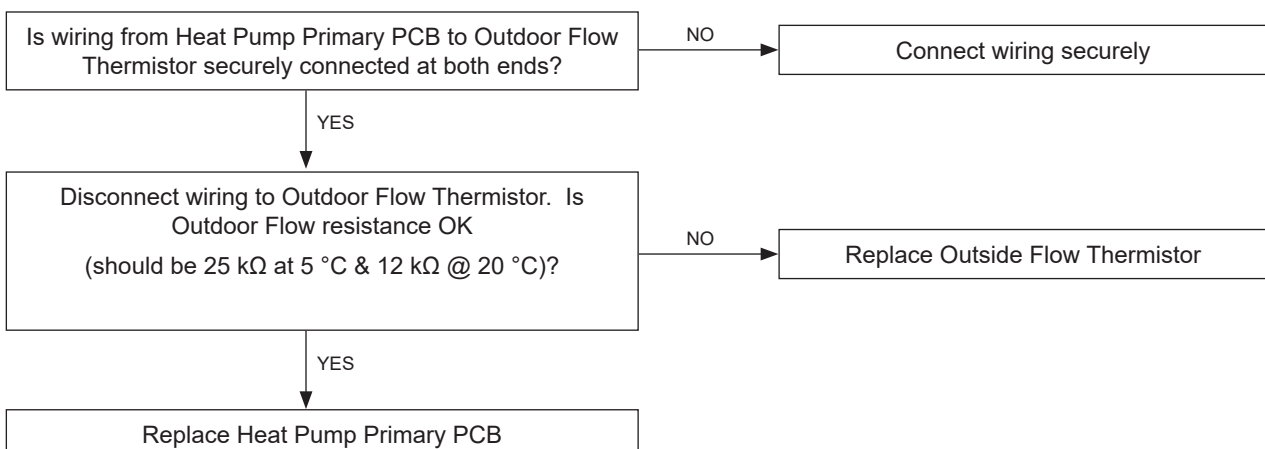 Is wiring from Heat Pump Primary PCB to Outdoor Flow
Thermistor securely connected at both ends?
NO
Connect wiring securely
YES
Disconnect wiring to Outdoor Flow Thermistor.  Is
Outdoor Flow resistance OK
(should be 25 kΩ at 5 °C & 12 kΩ @ 20 °C)?
NO
Replace Outside Flow Thermistor
YES
Replace Heat Pump Primary PCB